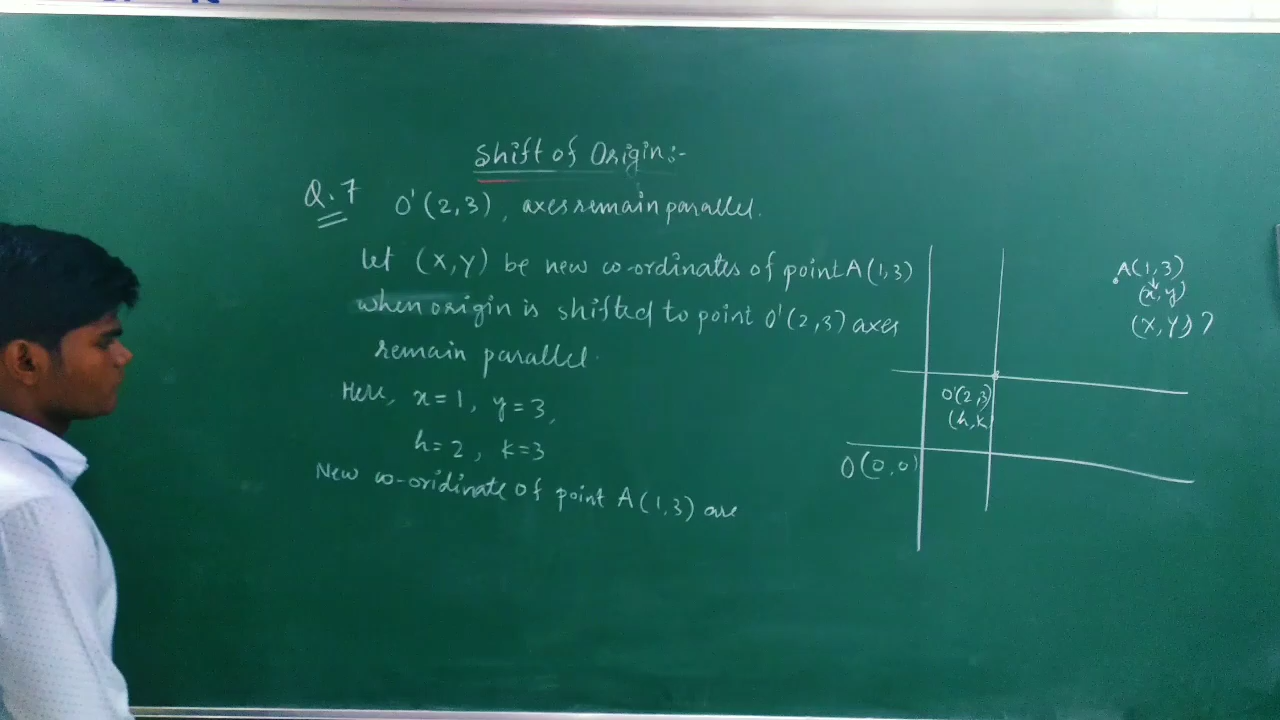 Shift of Origin:-
Q.7 O'(2,3), axes remain parallel.
Let (X,Y) be new co-ordinates of point A(1,3)
when origin is shifted to point O'(2,3) axes
remain parallel.
Here, x=1, y=3,
h=2, k=3
New co-oridinate of point A(1,3) are
A(1,3)
(x,y)
(X,Y)?
O'(2,3)
(h,k
O(0,0)